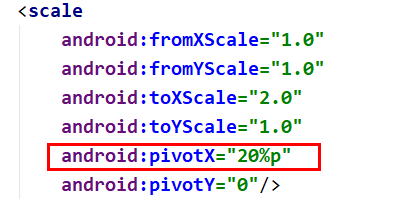 <scale
android:fromXScale="1.0"
android:fromYScale="1.0"
android:toXScale="2.0"
android:toYScale="1.0"
android:pivotX="20%p"
android:pivotY="0"/>